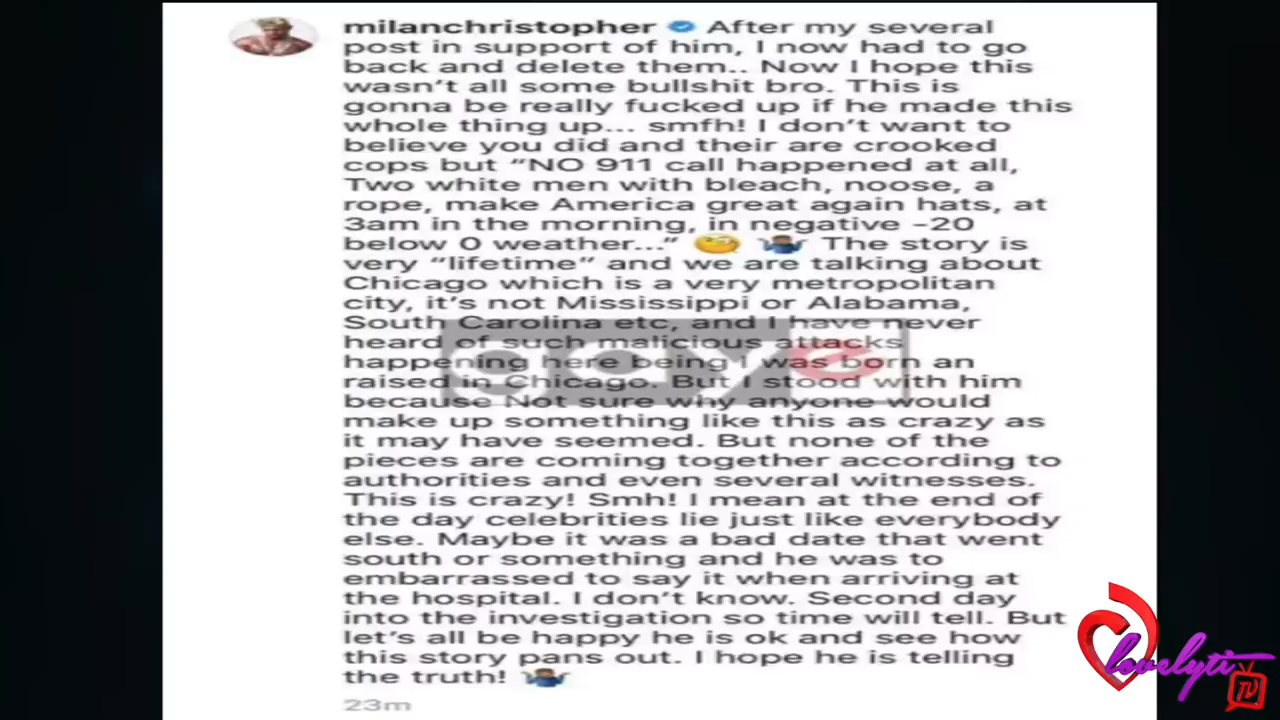 milanchristopher After my several
post in support of him, I now had to go
back and delete them.. Now I hope this
wasn't all some bullshit bro. This is
gonna be really fucked up if he made this
whole thing up... smfh! I don't want to
believe you did and their are crooked
cops but “NO 911 call happened at all,
Two white men with bleach, noose, a
rope, make America great again hats, at
3am in the morning, in negative -20
below 0 weather...” 🧐 🤷🏾‍♂️ The story is
very “lifetime” and we are talking about
Chicago which is a very metropolitan
city, it's not Mississippi or Alabama,
South Carolina etc, and I have never
heard of such malicious attacks
happening here being I was born an
raised in Chicago. But I stood with him
because Not sure why anyone would
make up something like this as crazy as
it may have seemed. But none of the
pieces are coming together according to
authorities and even several witnesses.
This is crazy! Smh! I mean at the end of
the day celebrities lie just like everybody
else. Maybe it was a bad date that went
south or something and he was to
embarrassed to say it when arriving at
the hospital. I don't know. Second day
into the investigation so time will tell. But
let's all be happy he is ok and see how
this story pans out. I hope he is telling
the truth! 🤷🏾‍♂️
23m
gaye
lovelyti
TV